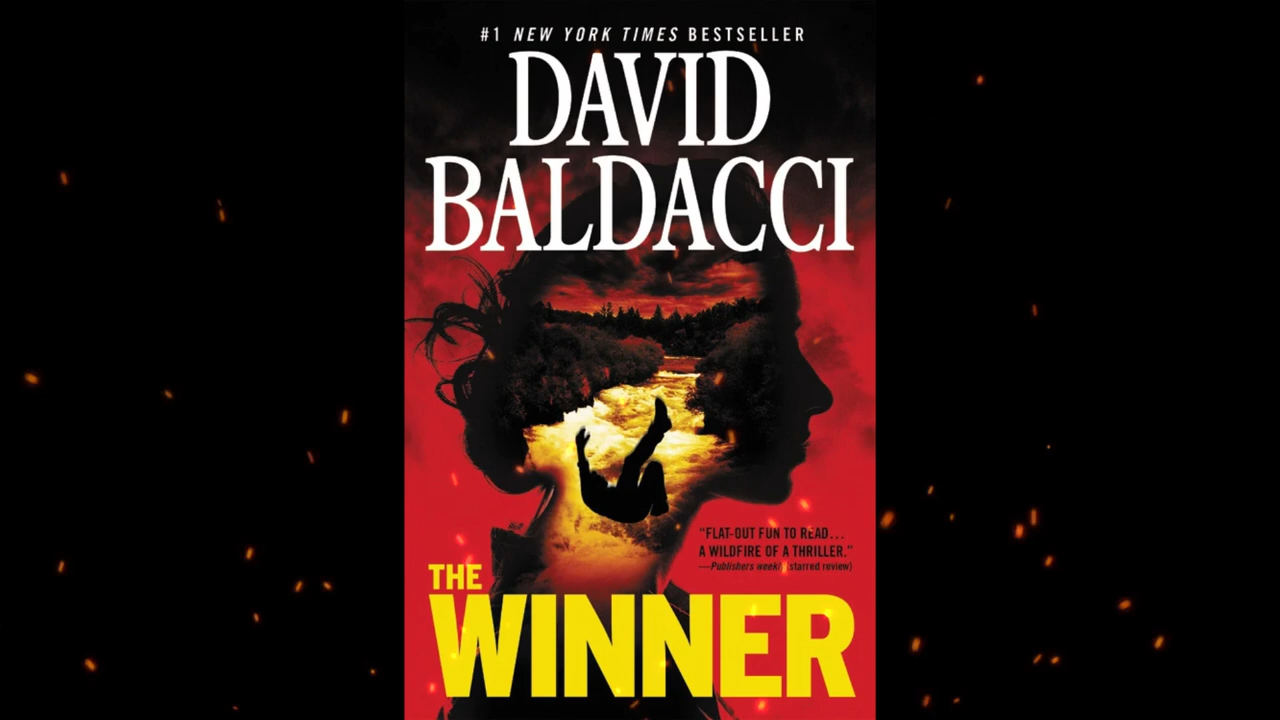 #1 NEW YORK TIMES BESTSELLER
DAVID
BALDACCI
“FLAT-OUT FUN TO READ...
A WILDFIRE OF A THRILLER.”
—Publishers weekly (starred review)
THE
WINNER